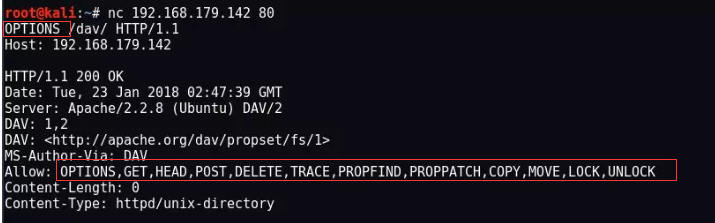 root@kali:~# nc 192.168.179.142 80
OPTIONS /dav/ HTTP/1.1
Host: 192.168.179.142
HTTP/1.1 200 OK
Date: Tue, 23 Jan 2018 02:47:39 GMT
Server: Apache/2.2.8 (Ubuntu) DAV/2
DAV: 1,2
DAV: <http://apache.org/dav/propset/fs/1>
MS-Author-Via: DAV
Allow: OPTIONS,GET,HEAD,POST,DELETE,TRACE,PROPFIND,PROPPATCH,COPY,MOVE,LOCK,UNLOCK
Content-Length: 0
Content-Type: httpd/unix-directory